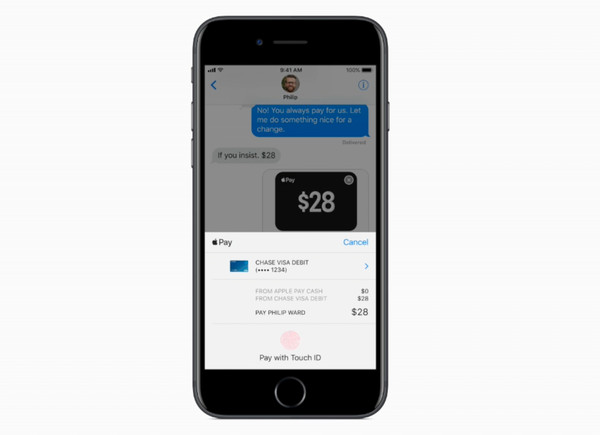 9:41 AM
100%
Philip
No! You always pay for us. Let
me do something nice for a
change.
Delivered
If you insist. $28
Pay
$28
Pay
Cancel
CHASE VISA DEBIT
(•••• 1234)
FROM APPLE PAY CASH $0
FROM CHASE VISA DEBIT $28
PAY PHILIP WARD $28
Pay with Touch ID